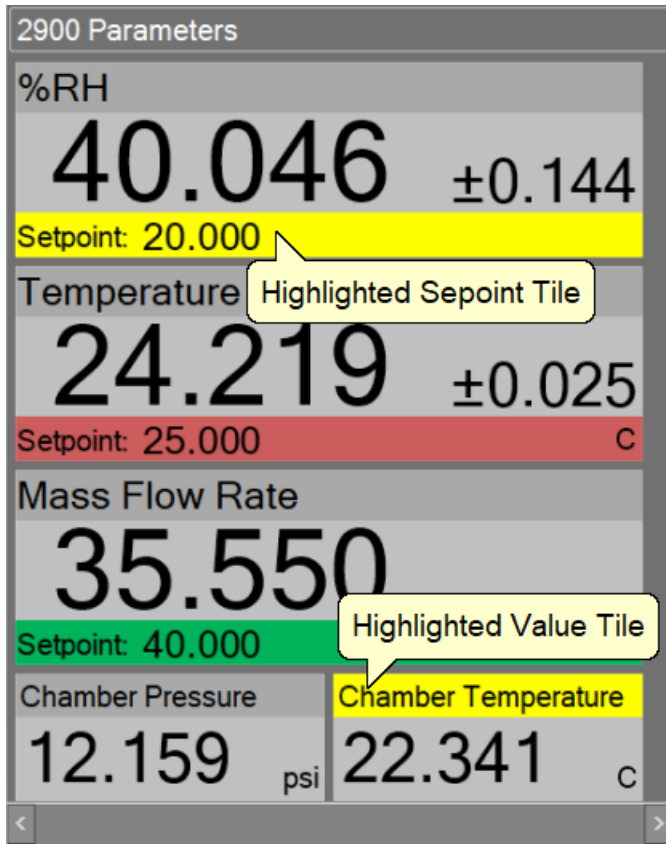 2900 Parameters
%RH
40.046 ±0.144
Setpoint: 20.000
Highlighted Sepoint Tile
Temperature
24.219 ±0.025
Setpoint: 25.000 C
Mass Flow Rate
35.550
Highlighted Value Tile
Setpoint: 40.000
Chamber Pressure
12.159 psi
Chamber Temperature
22.341 C